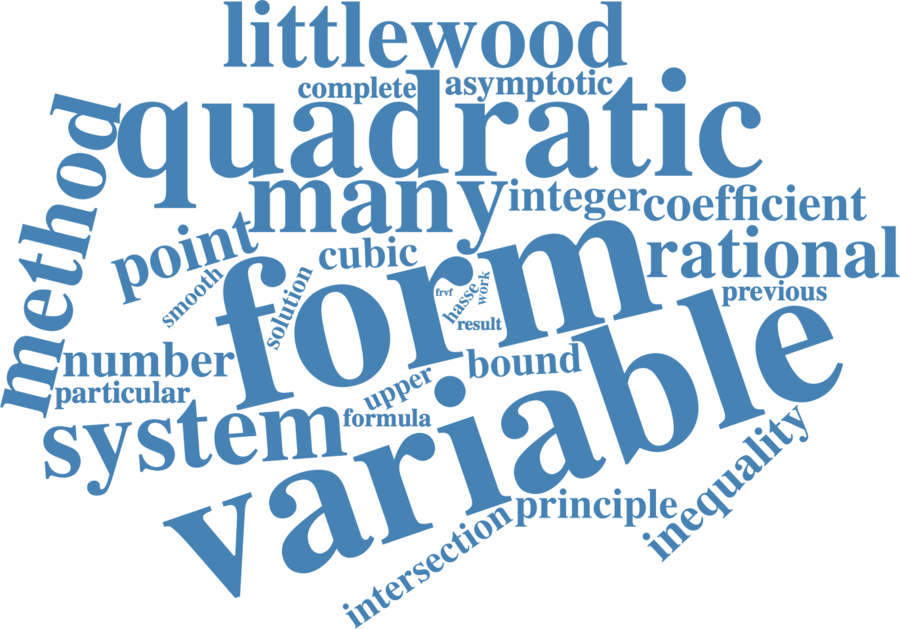 littlewood
complete
asymptotic
quadratic
method
many
integer
coefficient
point
cubic
rational
smooth
solution
form
frvf
hasse
work
result
previous
number
particular
bound
upper
variable
system
formula
principle
inequality
intersection